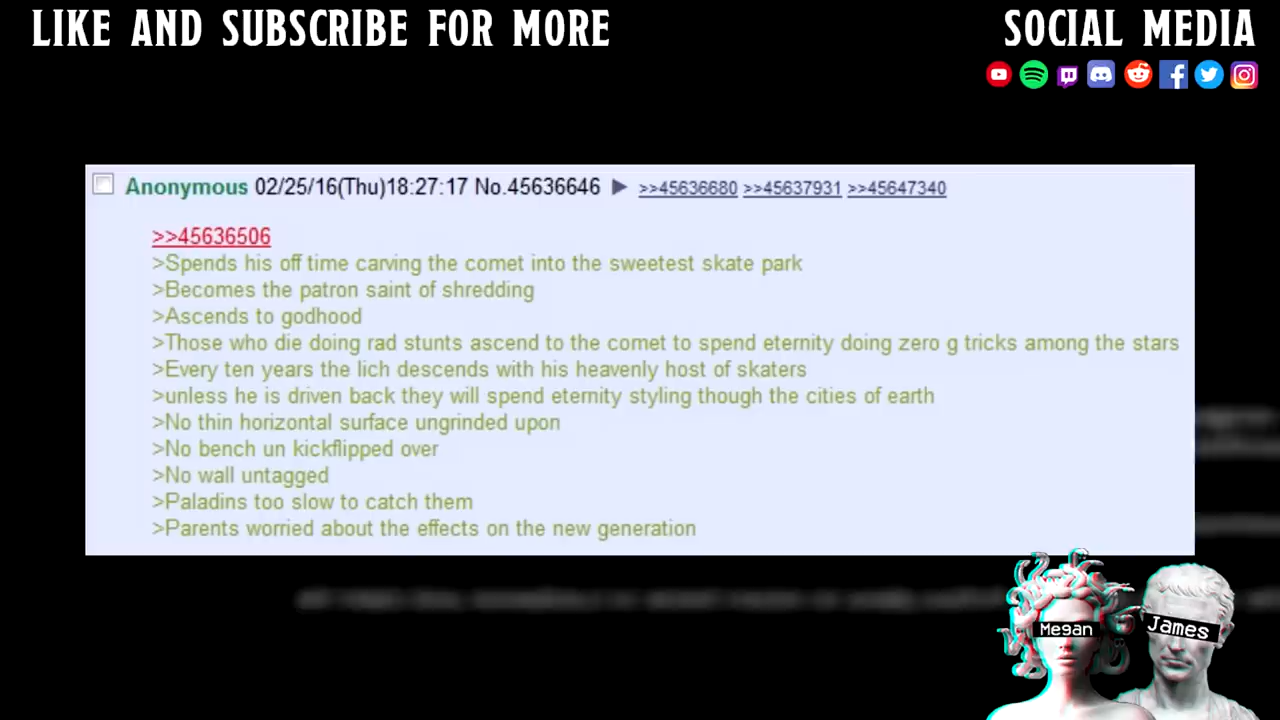 LIKE AND SUBSCRIBE FOR MORE
SOCIAL MEDIA
Anonymous 02/25/16(Thu)18:27:17 No.45636646 ▶ >>45636680 >>45637931 >>45647340
>>45636506
>Spends his off time carving the comet into the sweetest skate park
>Becomes the patron saint of shredding
>Ascends to godhood
>Those who die doing rad stunts ascend to the comet to spend eternity doing zero g tricks among the stars
>Every ten years the lich descends with his heavenly host of skaters
>unless he is driven back they will spend eternity styling though the cities of earth
>No thin horizontal surface ungrinded upon
>No bench un kickflipped over
>No wall untagged
>Paladins too slow to catch them
>Parents worried about the effects on the new generation
Megan
James